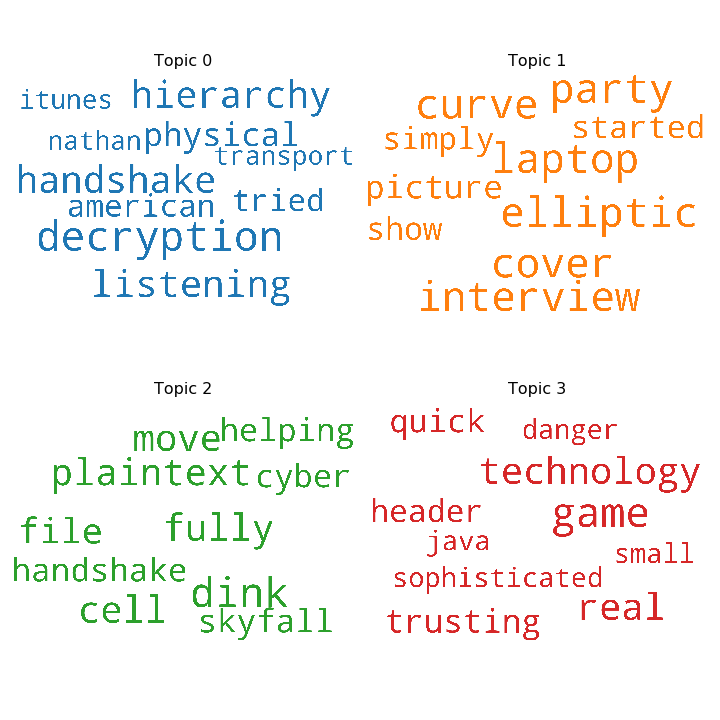 Topic 0
itunes hierarchy
nathan physical
transport
handshake
american tried
decryption
listening
Topic 1
party
curve
started
simply
laptop
picture
elliptic
show
cover
interview
Topic 2
helping
move
plaintext cyber
file fully
handshake
dink
cell
skyfall
Topic 3
quick
danger
technology
header game
java
small
sophisticated
real
trusting